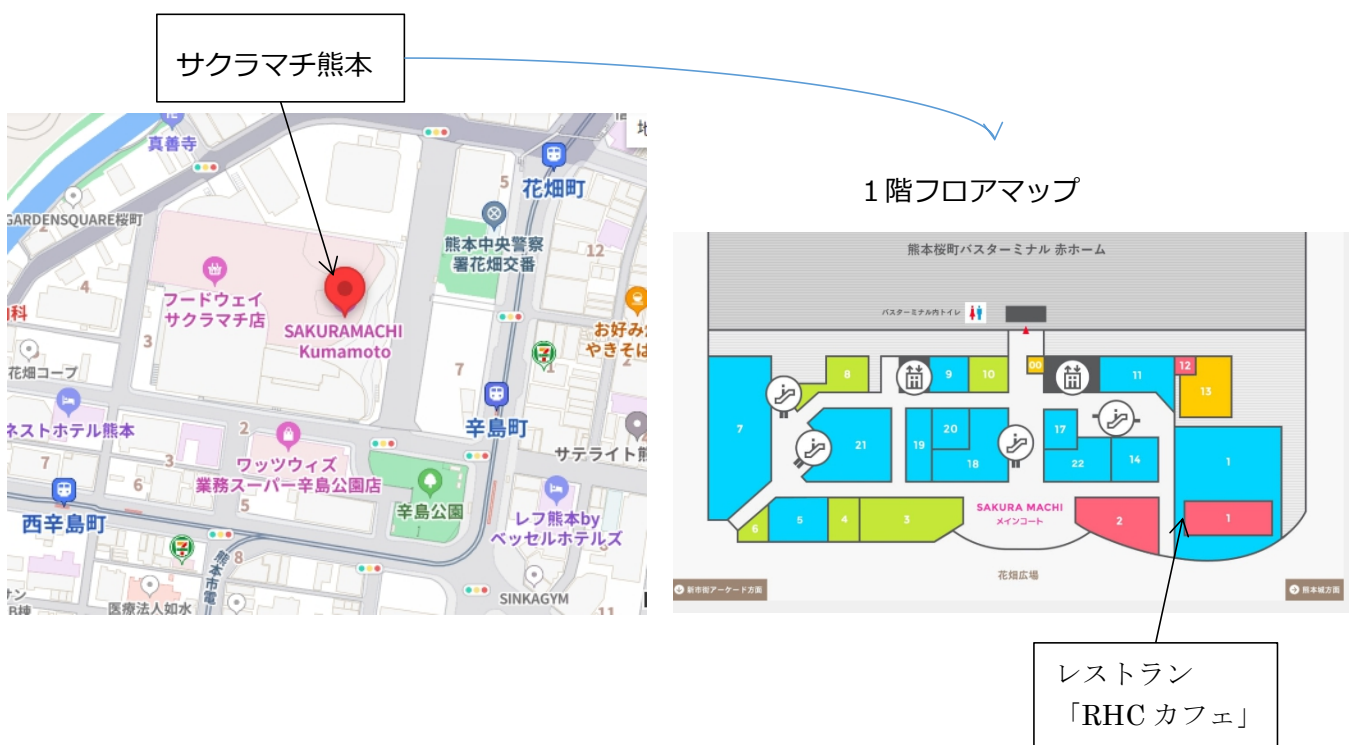 サクラマチ熊本
真善寺
花畑町
GARDENSQUARE桜町
2
5
熊本中央警察
署花畑交番
12
4
フードウェイ
サクラマチ店
SAKURAMACHI
Kumamoto
お好み
やきそば
3
7
1
花畑コープ
辛島町
ネストホテル熊本
2
サテライト熊
ワッツウィズ
業務スーパー辛島公園店
7
3
6
5
辛島公園
西辛島町
レフ熊本by
ベッセルホテルズ
8
熊本市電
SINKAGYM
B棟
医療法人如水
11
１階フロアマップ
熊本桜町バスターミナル 赤ホーム
バスターミナル内トイレ
8
9
10
00
11
12
13
7
21
19
20
18
17
22
14
1
6
5
4
3
SAKURA MACHI
メインコート
2
1
花畑広場
新市街アーケード方面
熊本城方面
レストラン
「RHC カフェ」